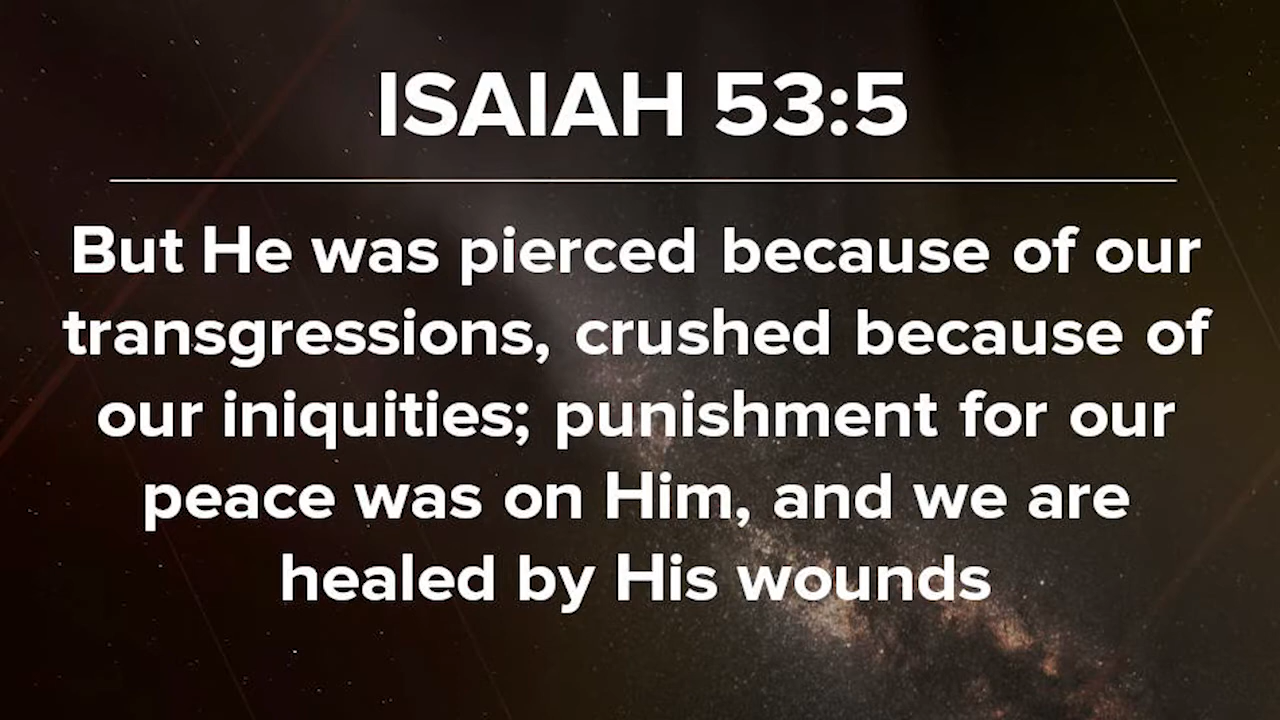 ISAIAH 53:5
But He was pierced because of our
transgressions, crushed because of
our iniquities; punishment for our
peace was on Him, and we are
healed by His wounds